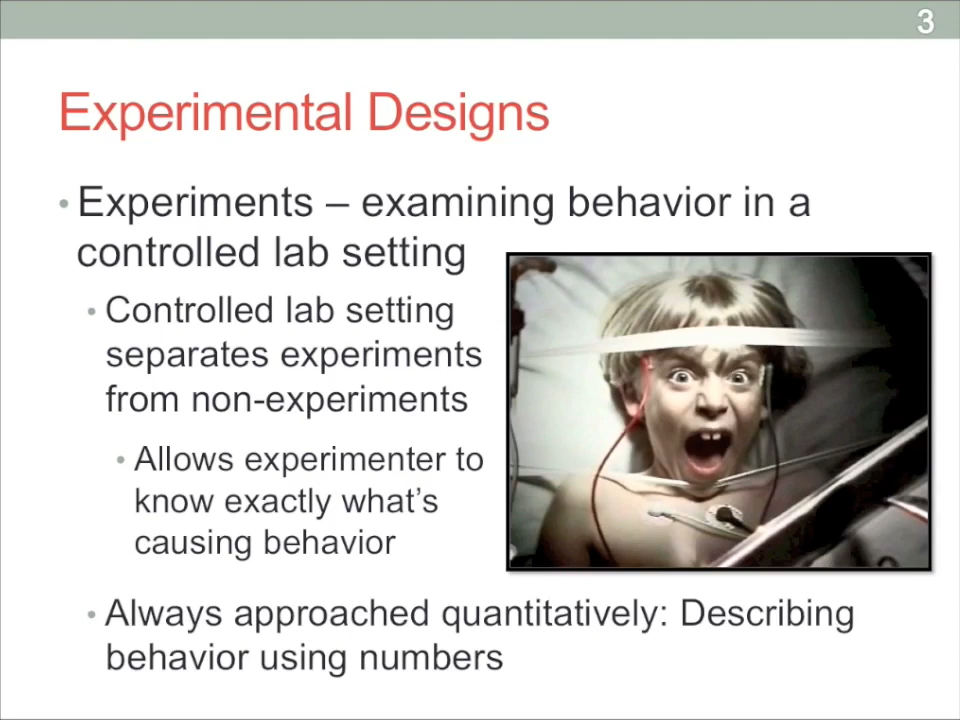 3
Experimental Designs
• Experiments – examining behavior in a
controlled lab setting
• Controlled lab setting
separates experiments
from non-experiments
• Allows experimenter to
know exactly what's
causing behavior
• Always approached quantitatively: Describing
behavior using numbers